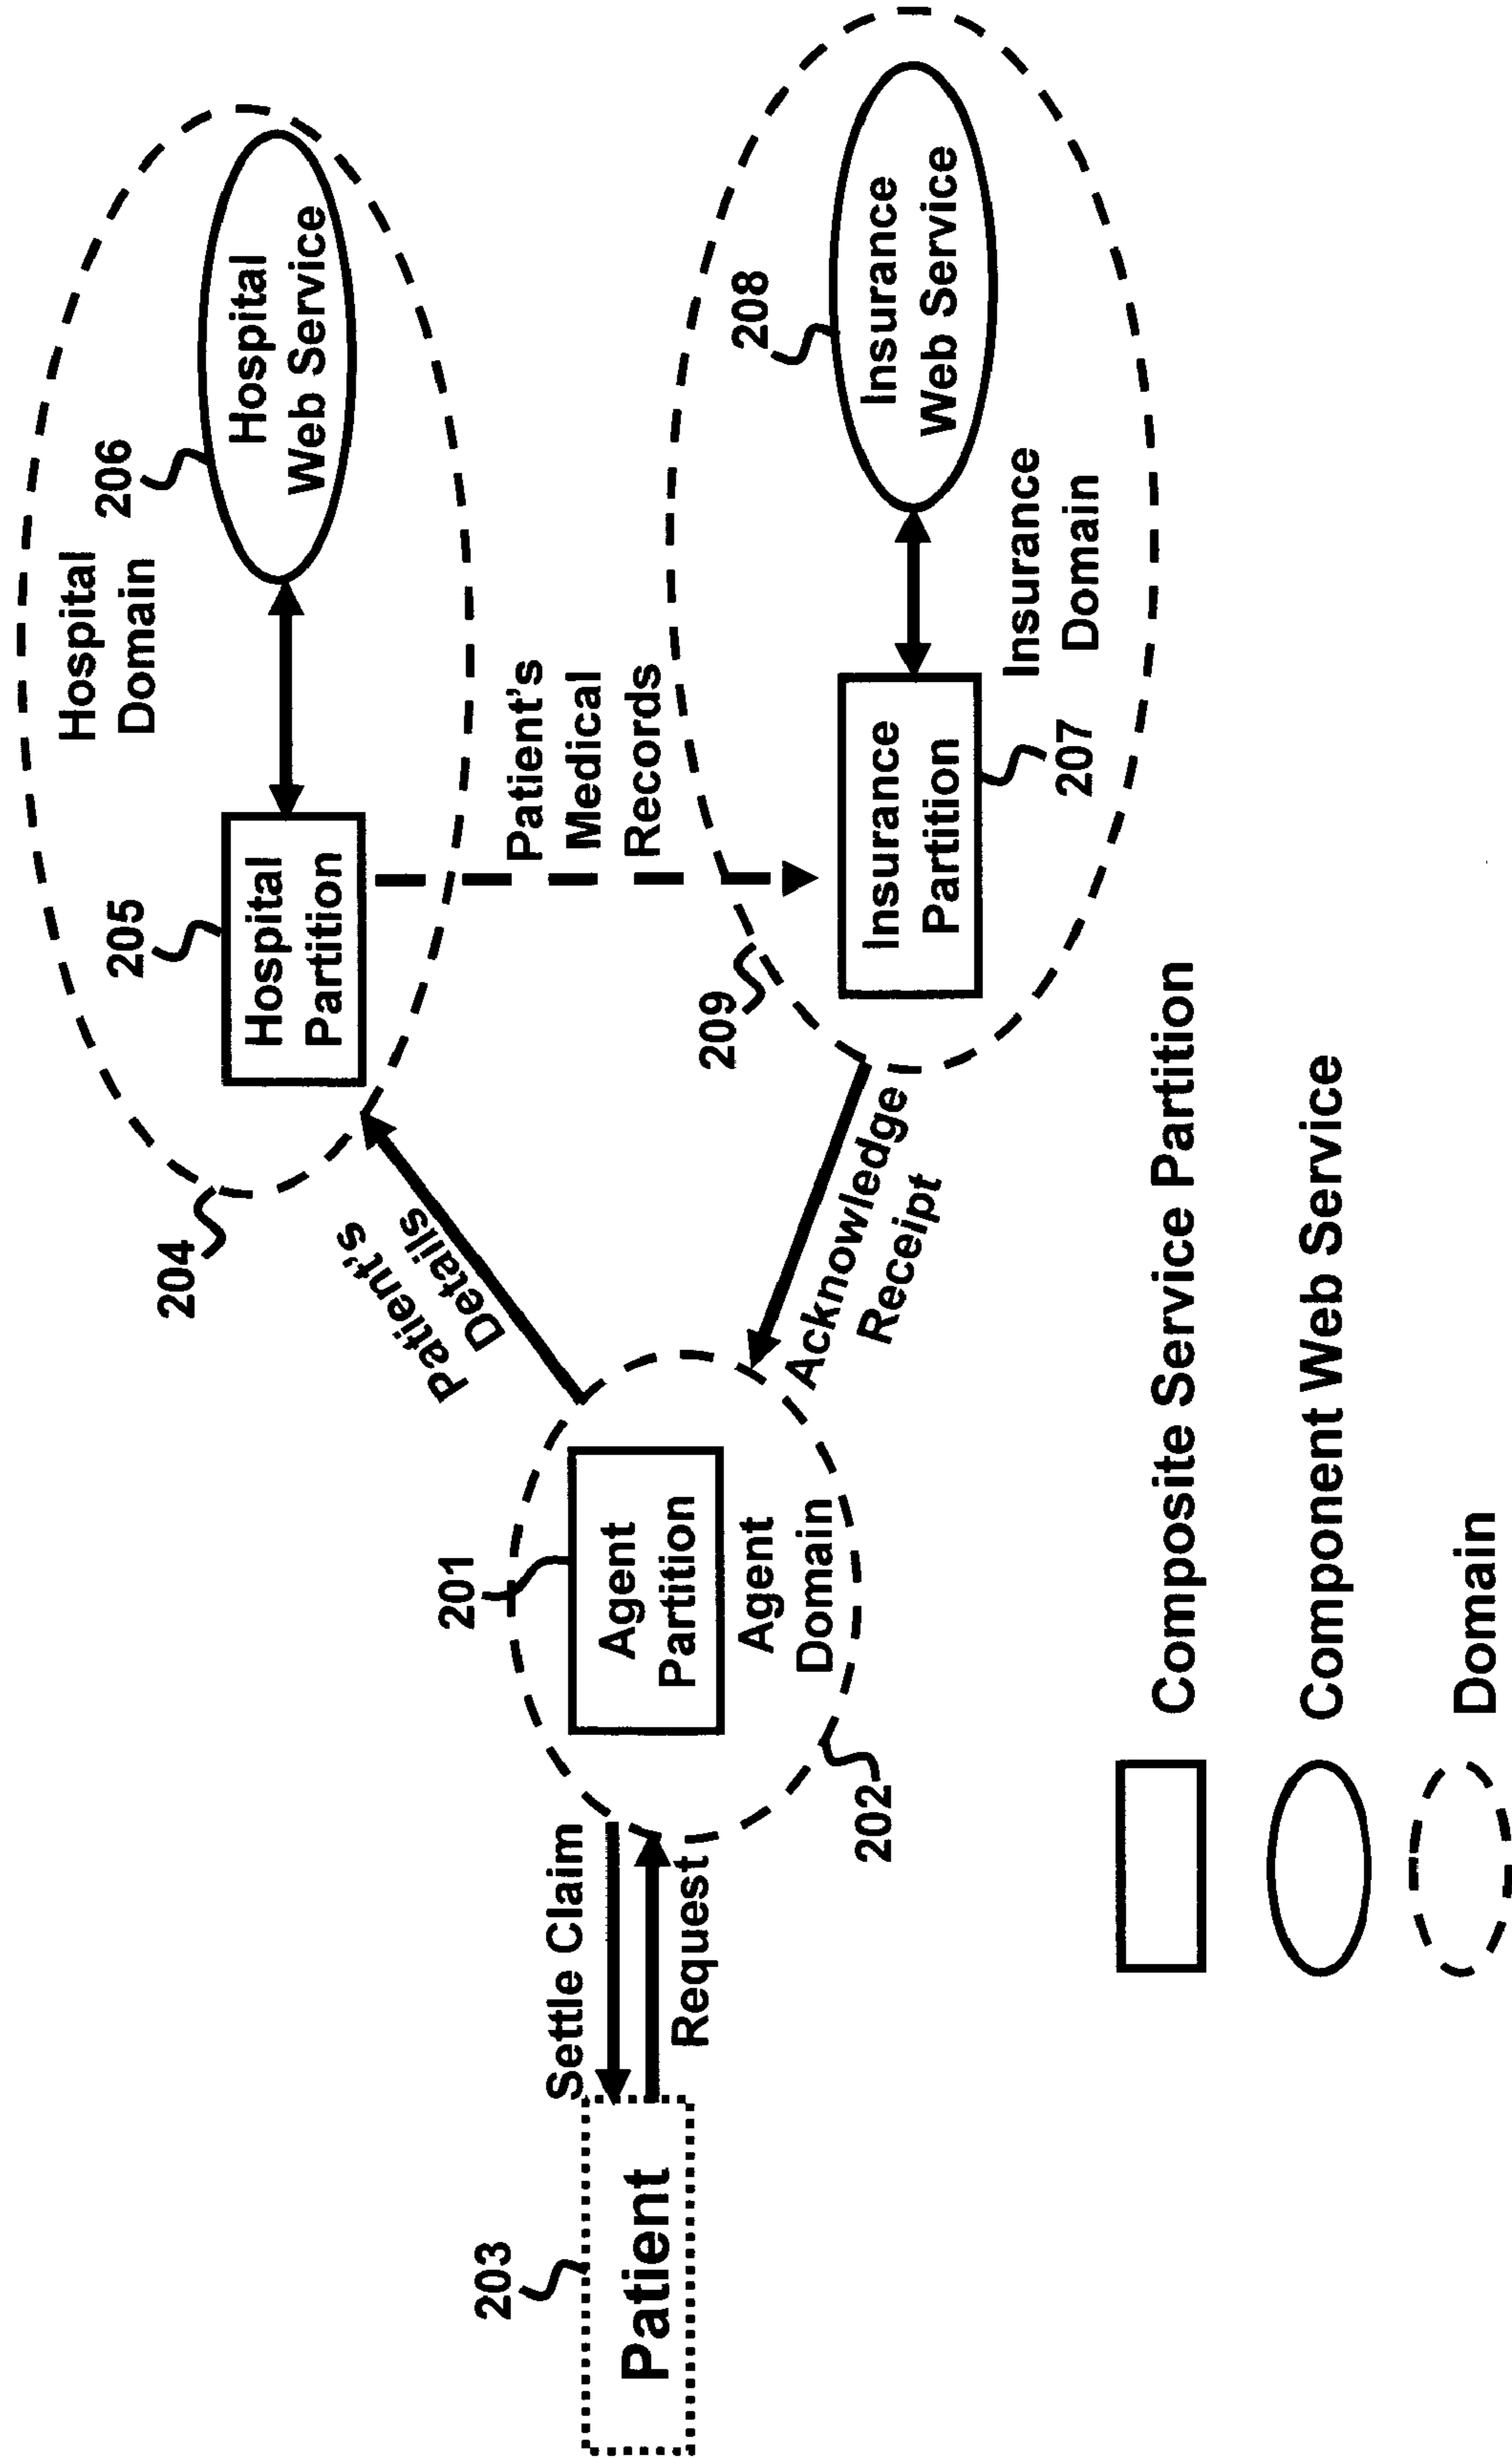 Hospital
Domain
206
Hospital
Web Service
205
Hospital
Partition
204
Patient's
Details
Patient's
Medical
Records
208
Insurance
Web Service
Insurance
Domain
Insurance
Partition
207
209
Acknowledge
Receipt
201
Agent
Partition
Agent
Domain
202
Settle Claim
Request
203
Patient
Composite Service Partition
Component Web Service
Domain